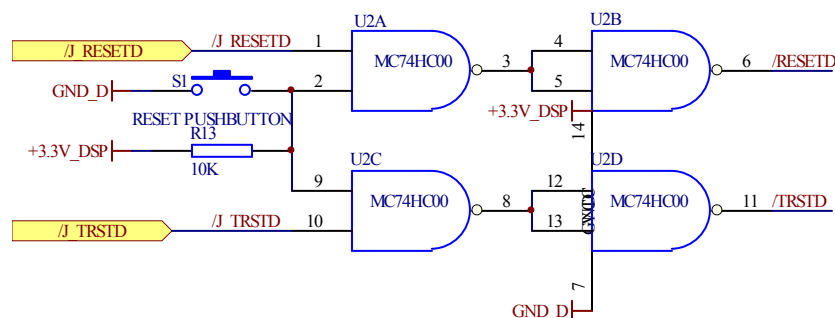 U2A
U2B
/J_RESETD
/J_RESETD
1
4
MC74HC00
MC74HC00
3
6
/RESETD
S1
2
5
GND_D
+3.3V_DSP
14
RESET PUSHBUTTON
R13
+3.3V_DSP
10K
U2C
U2D
9
12
MC74HC00
MC74HC00
8
11
/TRSTD
/J_TRSTD
/J_TRSTD
10
13
7
GND_D